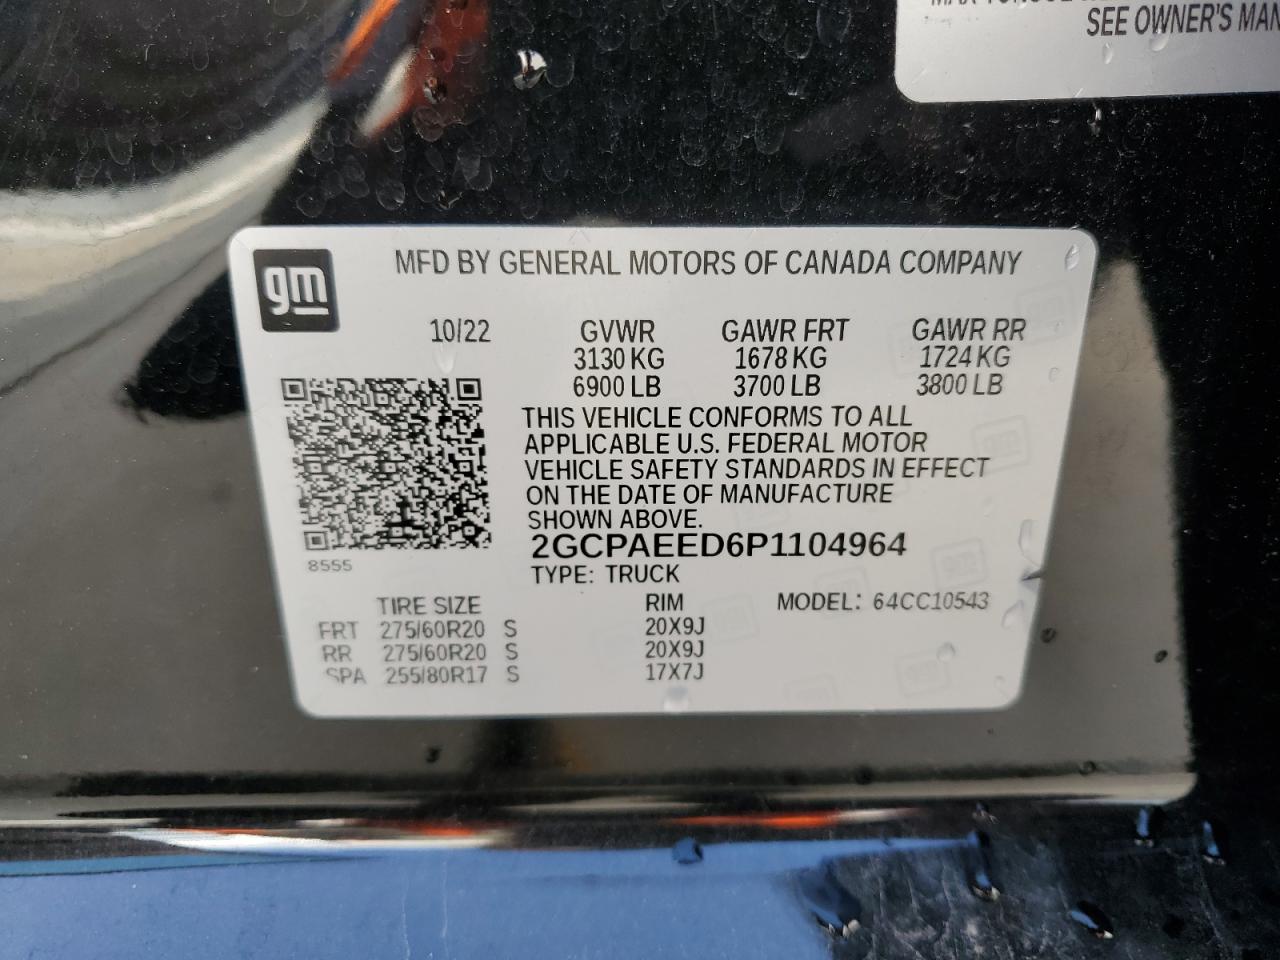 SEE OWNER'S MAN
gm
MFD BY GENERAL MOTORS OF CANADA COMPANY
10/22 GVWR GAWR FRT GAWR RR
3130 KG 1678 KG 1724 KG
6900 LB 3700 LB 3800 LB
THIS VEHICLE CONFORMS TO ALL
APPLICABLE U.S. FEDERAL MOTOR
VEHICLE SAFETY STANDARDS IN EFFECT
ON THE DATE OF MANUFACTURE
SHOWN ABOVE.
2GCPAEED6P1104964
8555
TYPE: TRUCK
TIRE SIZE RIM MODEL: 64CC10543
FRT 275/60R20 S 20X9J
RR 275/60R20 S 20X9J
SPA 255/80R17 S 17X7J